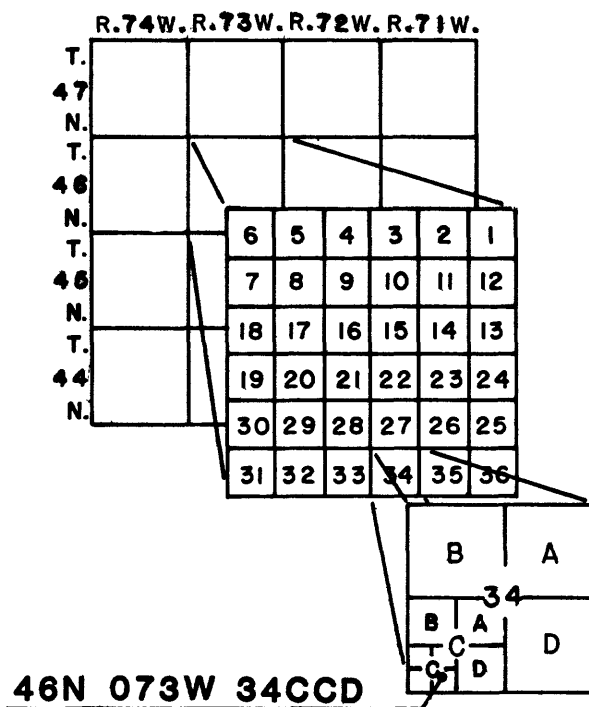 R.74W. R.73W. R.72W. R.71W.
T.
47
N.
T.
46
N.
T.
45
N.
T.
44
N.
6 5 4 3 2 1
7 8 9 10 11 12
18 17 16 15 14 13
19 20 21 22 23 24
30 29 28 27 26 25
31 32 33 34 35 36
B A
34
B A
C D
C D
46N 073W 34CCD